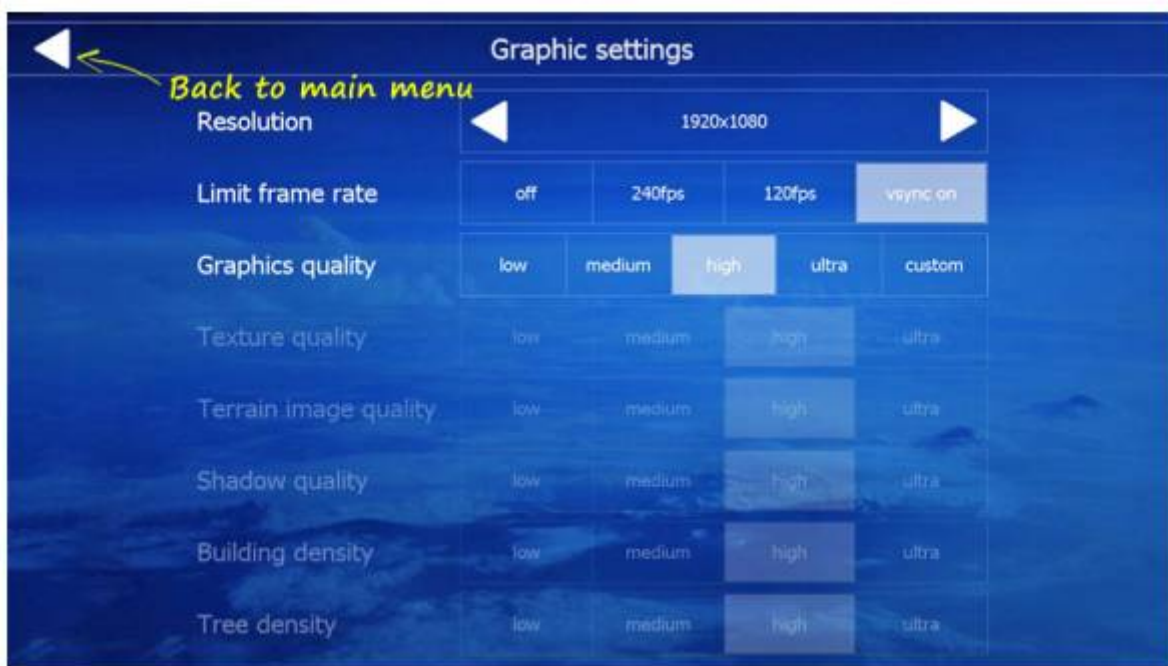 Graphic settings
Back to main menu
Resolution 1920x1080
Limit frame rate off 240fps 120fps vsync on
Graphics quality low medium high ultra custom
Texture quality low medium high ultra
Terrain image quality low medium high ultra
Shadow quality low medium high ultra
Building density low medium high ultra
Tree density low medium high ultra